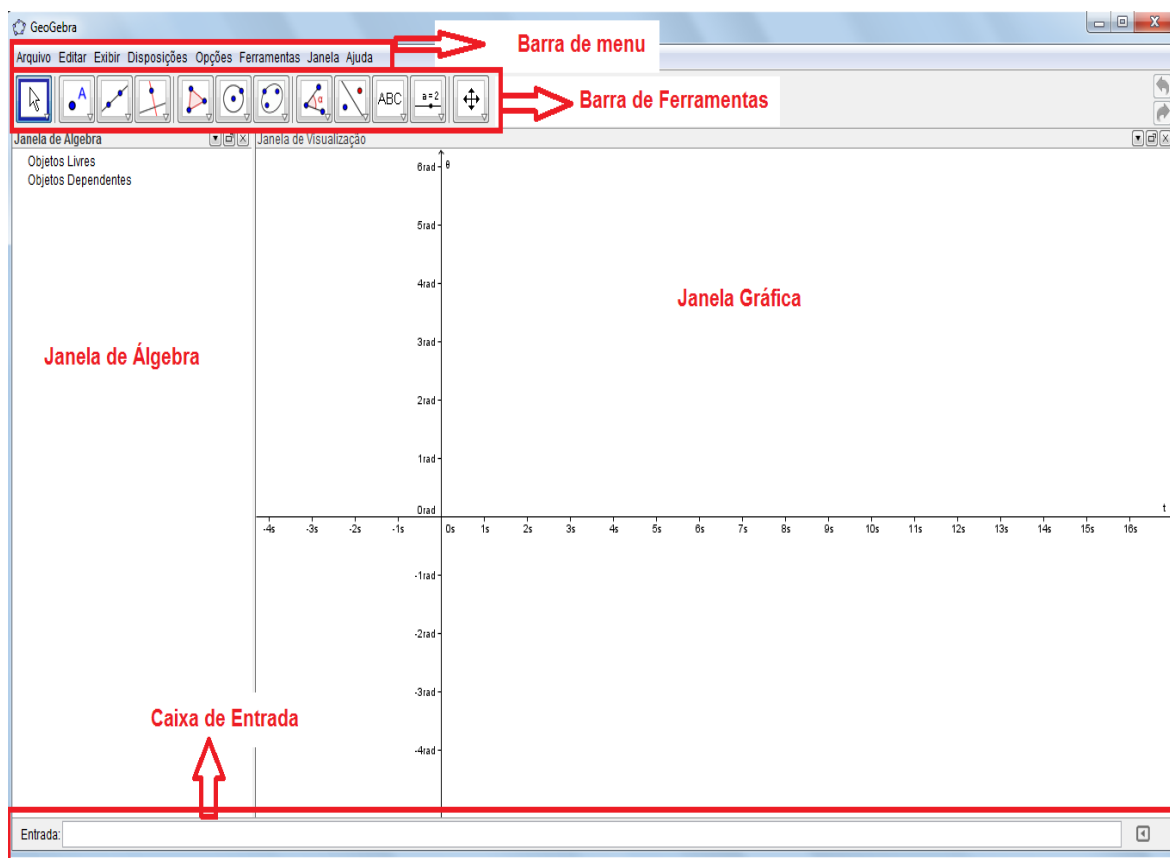 GeoGebra
Barra de menu
Arquivo Editar Exibir Disposições Opções Ferramentas Janela Ajuda
A
α
ABC
a=2
Barra de Ferramentas
Janela de Álgebra
Janela de Visualização
Objetos Livres
Objetos Dependentes
θ
6rad
5rad
4rad
3rad
2rad
1rad
0rad
Janela Gráfica
Janela de Álgebra
t
-4s -3s -2s -1s 0s 1s 2s 3s 4s 5s 6s 7s 8s 9s 10s 11s 12s 13s 14s 15s 16s
-1rad
-2rad
-3rad
-4rad
Caixa de Entrada
Entrada: